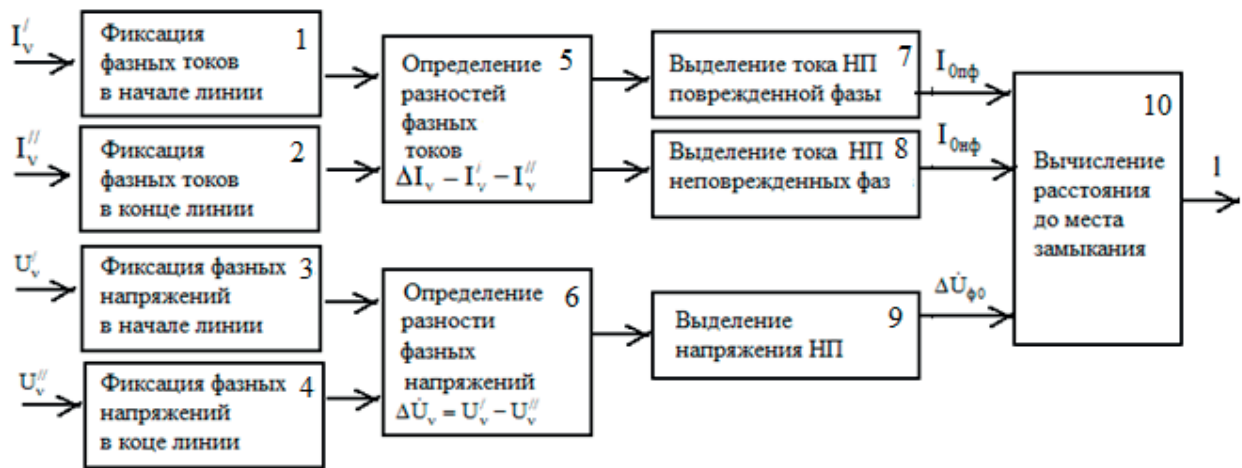 I′ᵥ
Фиксация 1
фазных токов
в начале линии
I″ᵥ
Фиксация 2
фазных токов
в конце линии
U′ᵥ
Фиксация фазных 3
напряжений
в начале линии
U″ᵥ
Фиксация фазных 4
напряжений
в коце линии
Определение 5
разностей
фазных
токов
ΔIᵥ – I′ᵥ – I″ᵥ
Определение 6
разности
фазных
напряжений
ΔU̇ᵥ = U′ᵥ – U″ᵥ
Выделение тока НП 7
поврежденной фазы
I0пф
Выделение тока НП 8
неповрежденных фаз
I0нф
Выделение 9
напряжения НП
ΔU̇ф0
10
Вычисление
расстояния
до места
замыкания
l